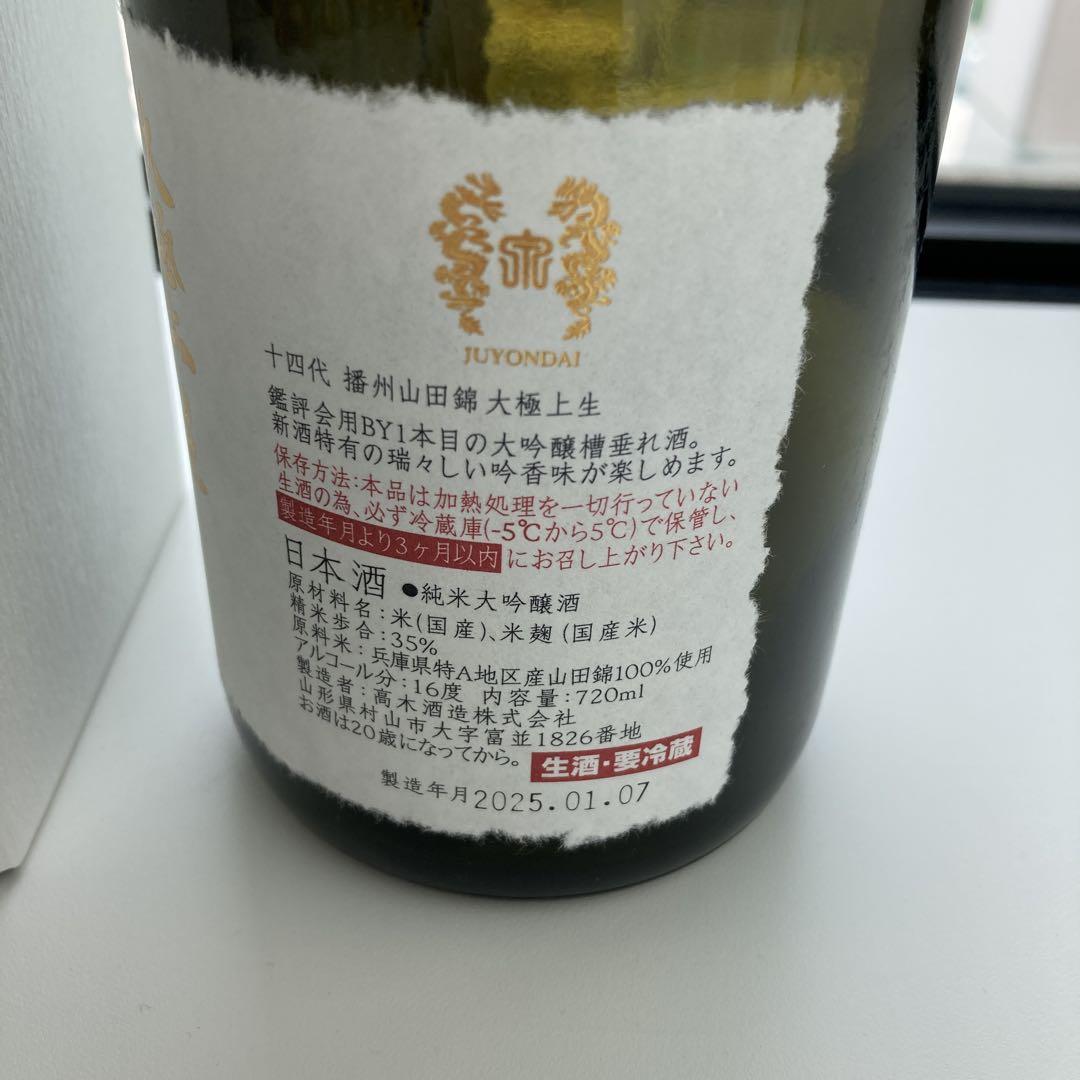 JUYONDAI
十四代 播州山田錦 大極上生
鑑評会用BY1本目の大吟醸槽垂れ酒。
新酒特有の瑞々しい吟香味が楽しめます。
保存方法:本品は加熱処理を一切行っていない
生酒の為、必ず冷蔵庫(-5℃から5℃)で保管し、
製造年月より3ヶ月以内にお召し上がり下さい。
日本酒 ●純米大吟醸酒
原材料名:米(国産)、米麹(国産米)
精米歩合:35%
原料米:兵庫県特A地区産山田錦100%使用
アルコール分:16度 内容量:720ml
製造者:高木酒造株式会社
山形県村山市大字富並1826番地
お酒は20歳になってから。 生酒・要冷蔵
製造年月2025.01.07